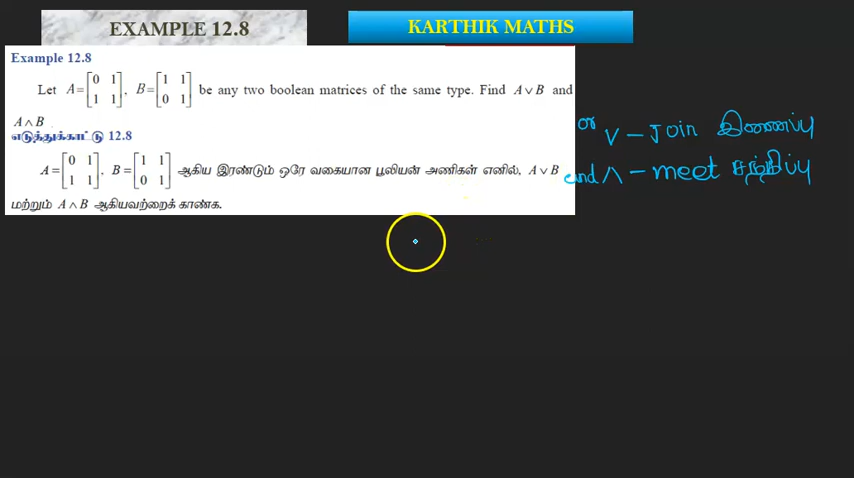 EXAMPLE 12.8
KARTHIK MATHS
Example 12.8
Let A = [0 1; 1 1], B = [1 1; 0 1] be any two boolean matrices of the same type. Find A ∨ B and
A ∧ B
எடுத்துக்காட்டு 12.8
A = [0 1; 1 1], B = [1 1; 0 1] ஆகிய இரண்டும் ஒரே வகையான பூலியன் அணிகள் எனில், A ∨ B
மற்றும் A ∧ B ஆகியவற்றைக் காண்க.
or ∨ – Join இணைப்பு
and ∧ – meet சந்திப்பு